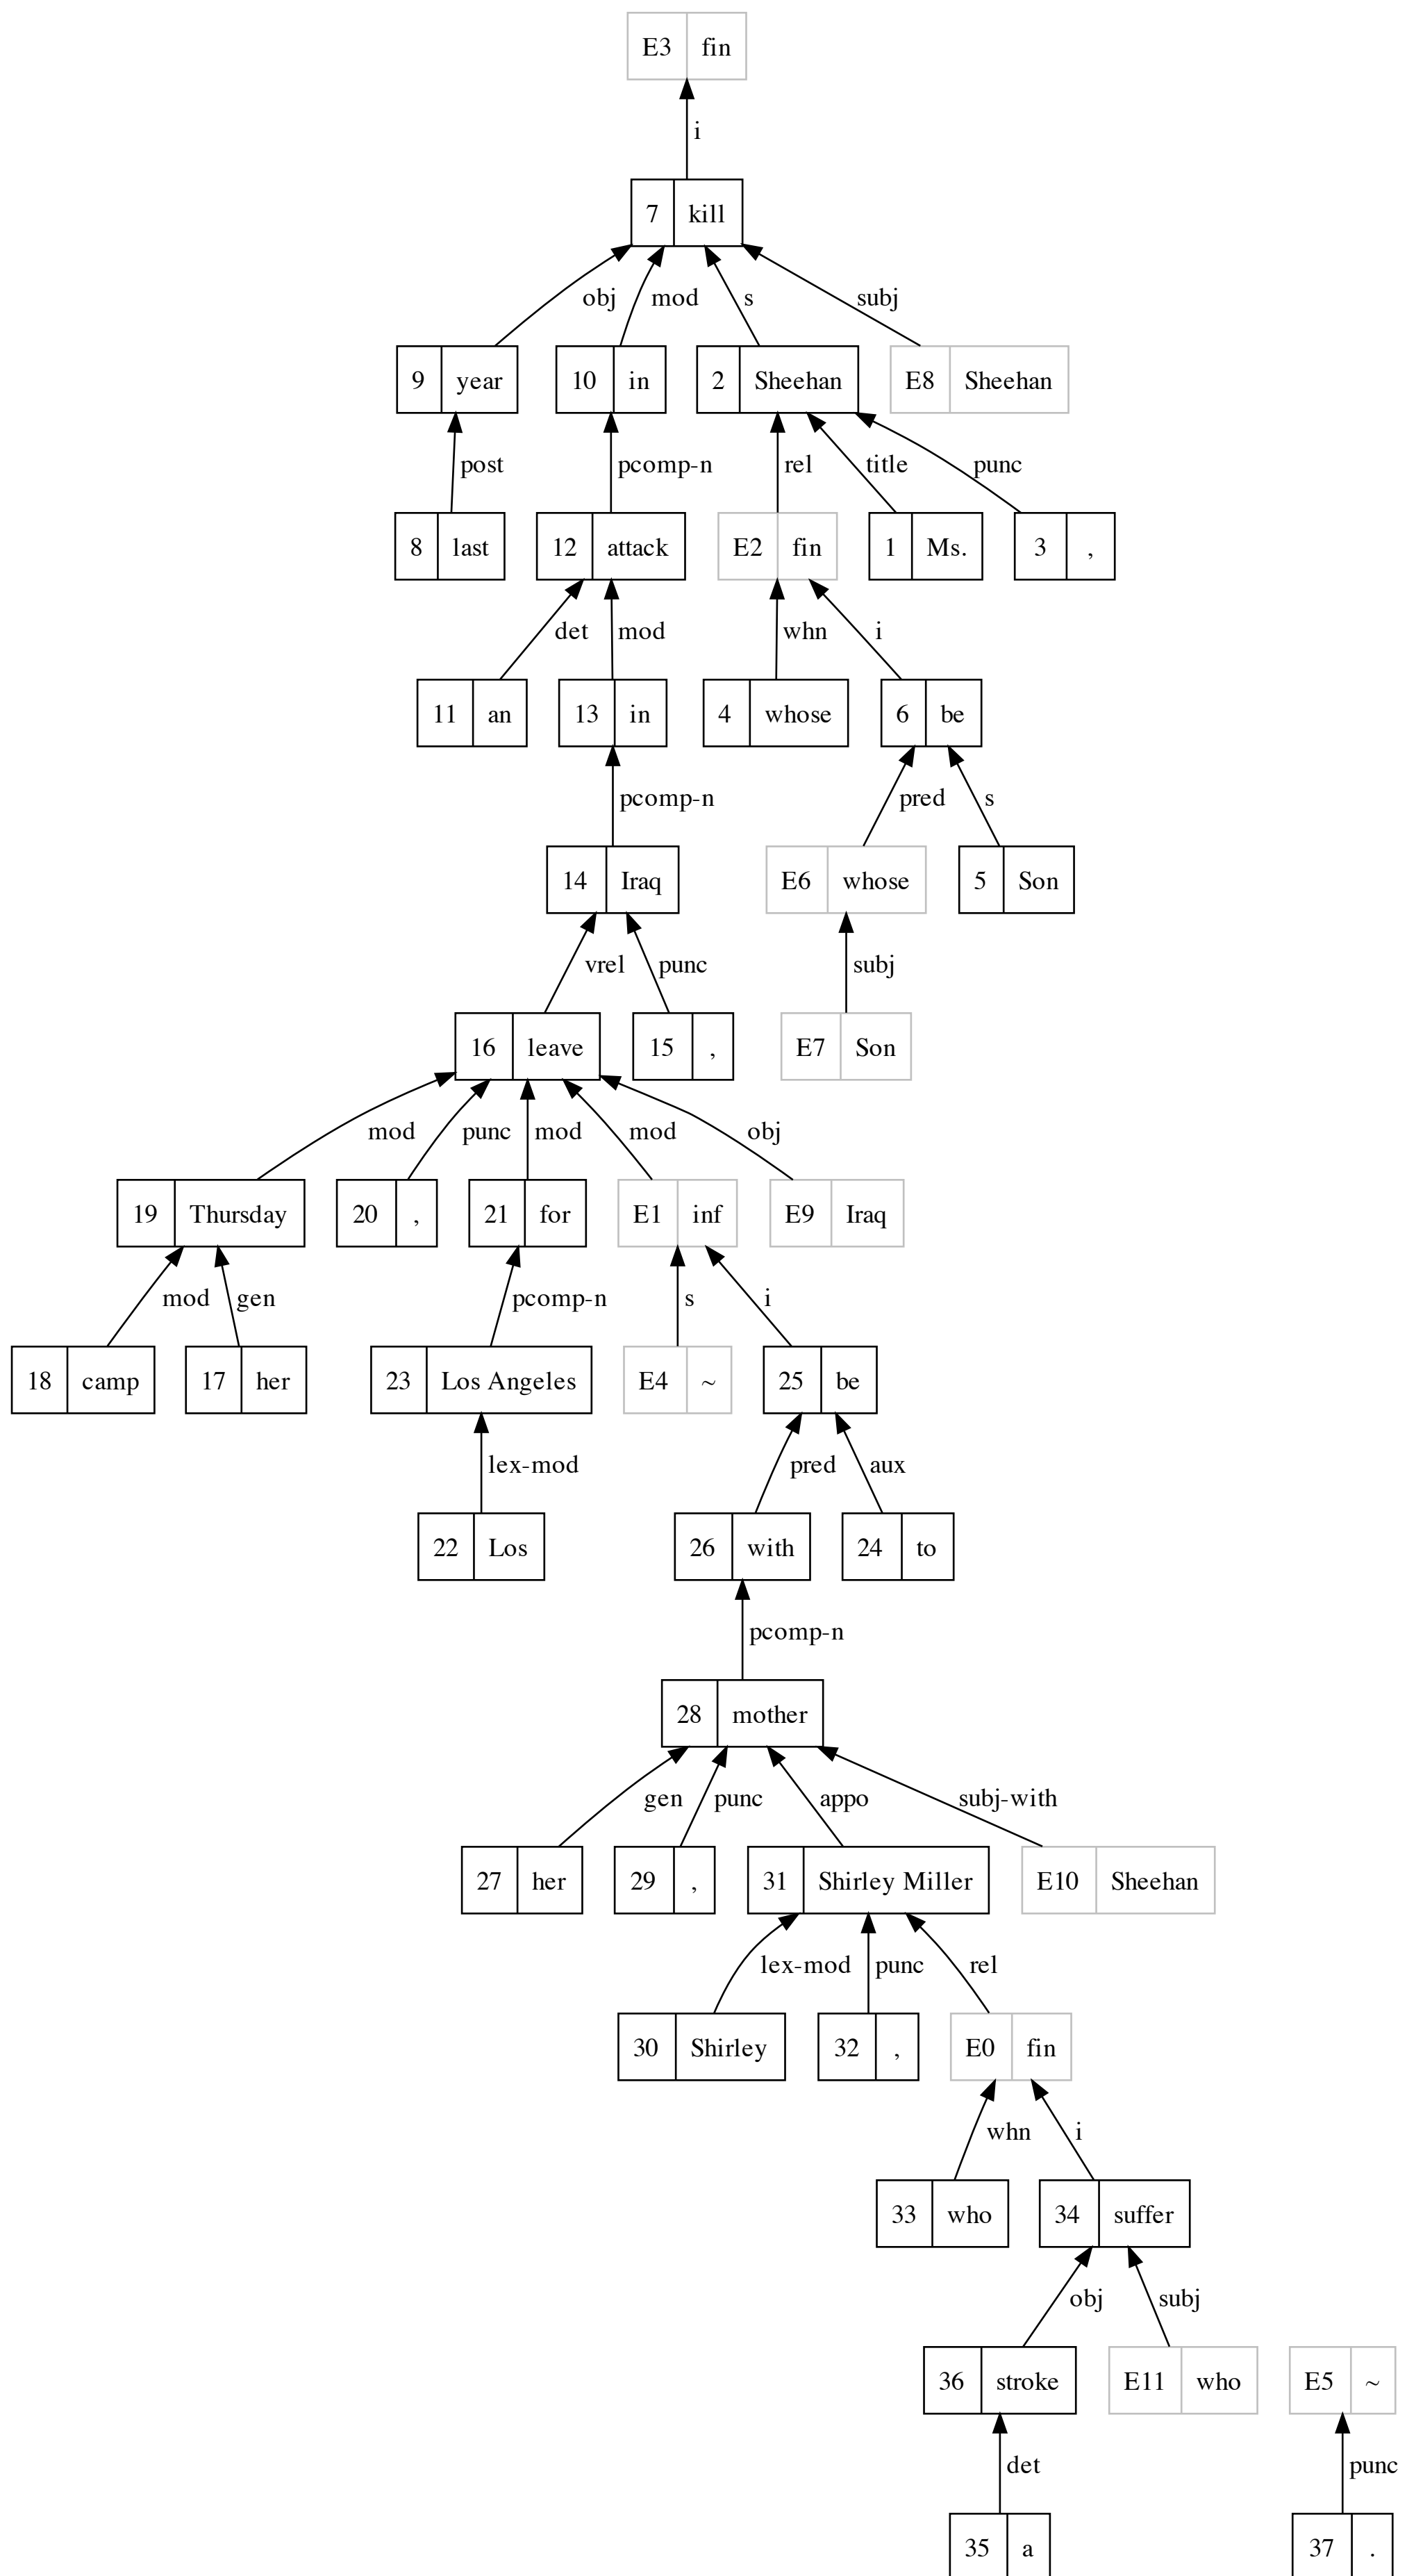 E3 fin
i
7 kill
obj mod s subj
9 year 10 in 2 Sheehan E8 Sheehan
post pcomp-n rel title punc
8 last 12 attack E2 fin 1 Ms. 3 ,
det mod whn i
11 an 13 in 4 whose 6 be
pcomp-n pred s
14 Iraq E6 whose 5 Son
vrel punc subj
16 leave 15 , E7 Son
mod punc mod mod obj
19 Thursday 20 , 21 for E1 inf E9 Iraq
mod gen pcomp-n s i
18 camp 17 her 23 Los Angeles E4 ~ 25 be
lex-mod pred aux
22 Los 26 with 24 to
pcomp-n
28 mother
gen punc appo subj-with
27 her 29 , 31 Shirley Miller E10 Sheehan
lex-mod punc rel
30 Shirley 32 , E0 fin
whn i
33 who 34 suffer
obj subj
36 stroke E11 who E5 ~
det punc
35 a 37 .